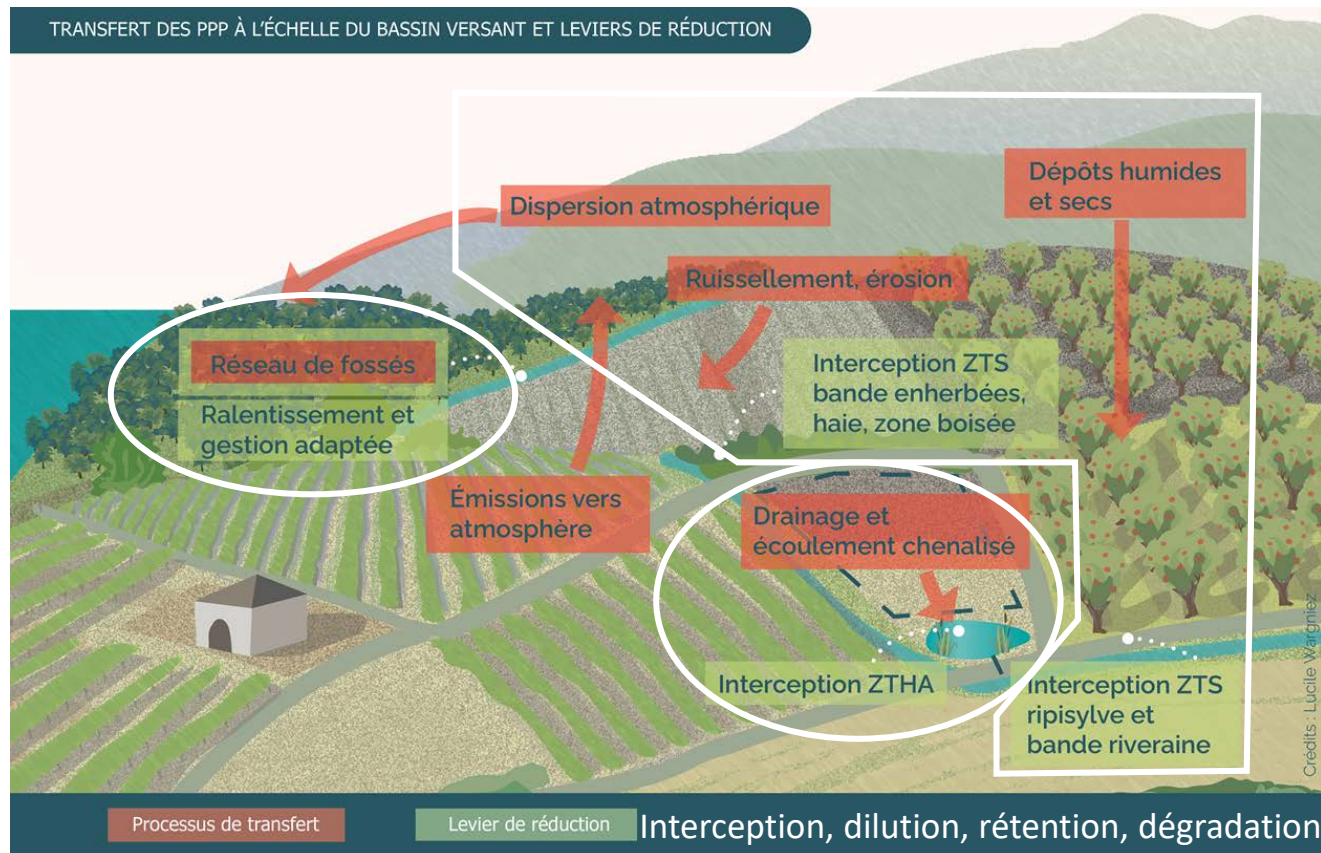 TRANSFERT DES PPP À L'ÉCHELLE DU BASSIN VERSANT ET LEVIERS DE RÉDUCTION
Dépôts humides
et secs
Dispersion atmosphérique
Ruissellement, érosion
Réseau de fossés
Ralentissement et
gestion adaptée
Interception ZTS
bande enherbées,
haie, zone boisée
Émissions vers
atmosphère
Drainage et
écoulement chenalisé
Interception ZTHA
Interception ZTS
ripisylve et
bande riveraine
Crédits : Lucile Wargniez
Processus de transfert
Levier de réduction
Interception, dilution, rétention, dégradation